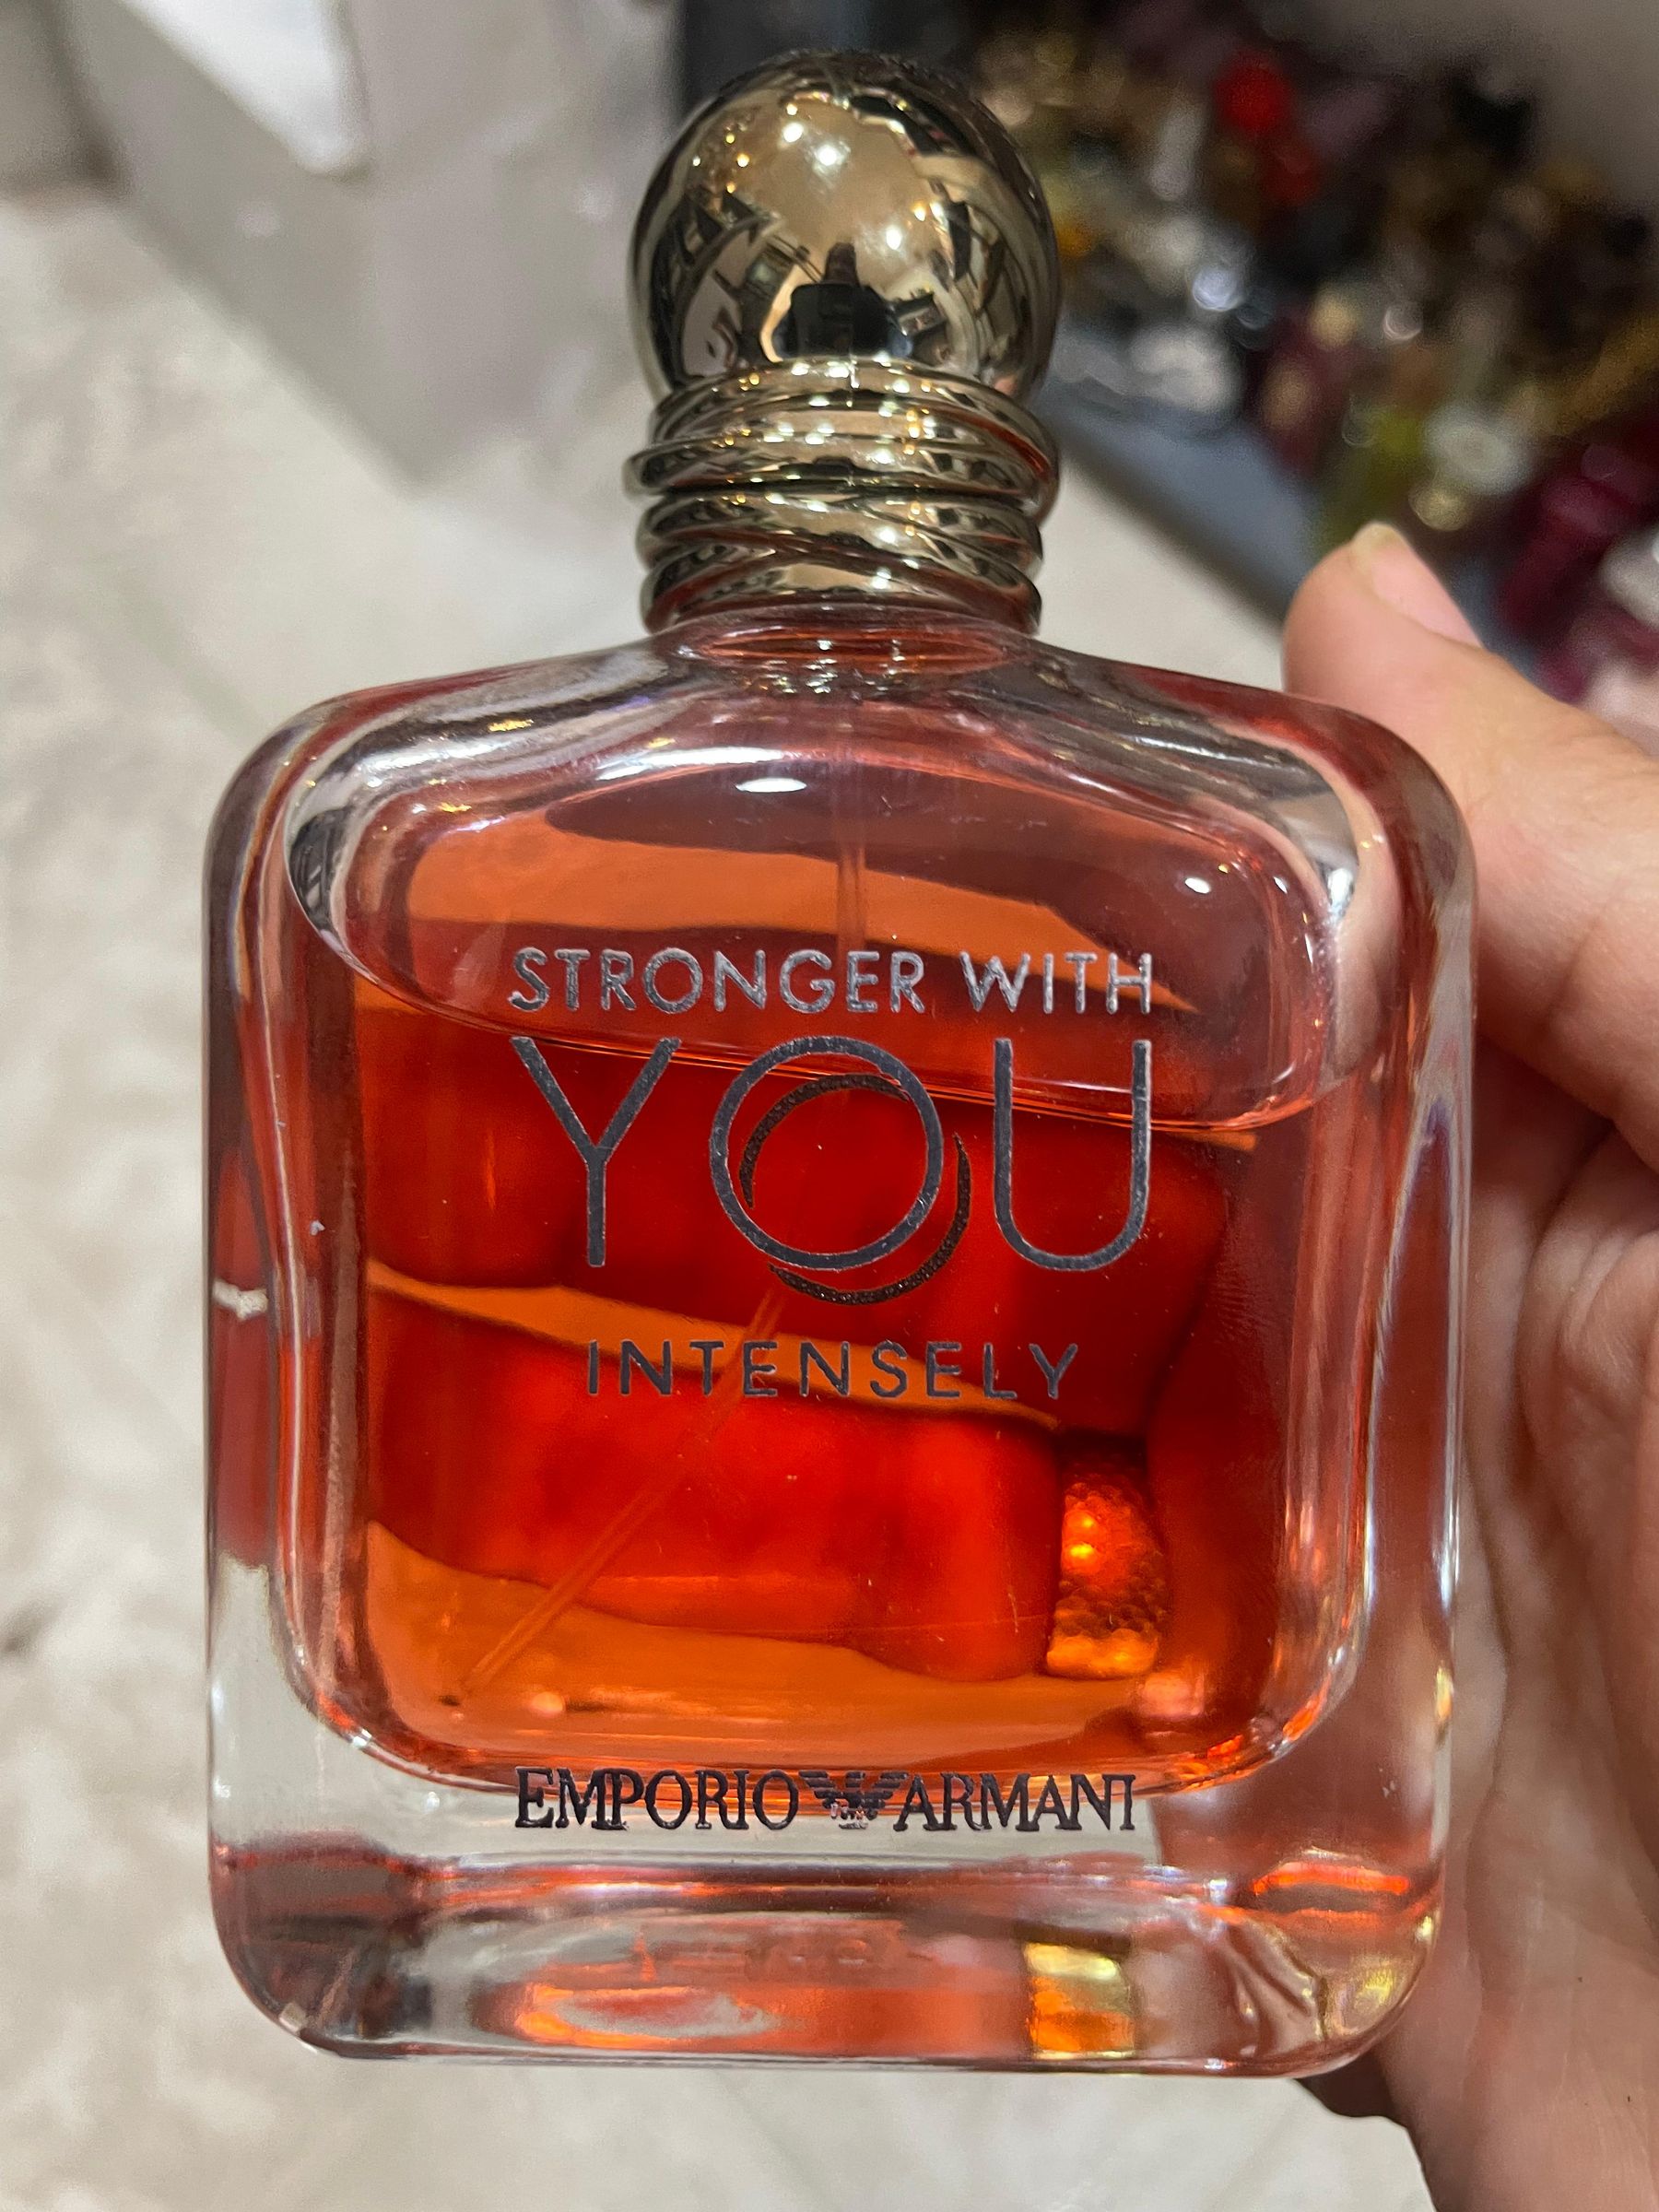 STRONGER WITH
YOU
INTENSELY
EMPORIO ARMANI